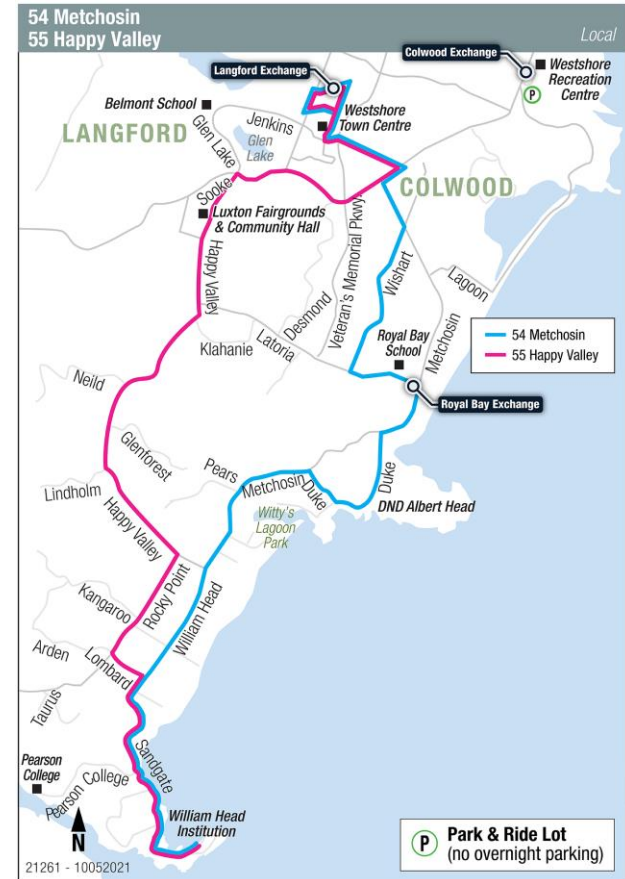 54 Metchosin
55 Happy Valley
Local
Colwood Exchange
Langford Exchange
Westshore
Recreation
Centre
P
Belmont School
Westshore
Town Centre
Jenkins
LANGFORD
Glen Lake
Glen
Lake
COLWOOD
Sooke
Luxton Fairgrounds
& Community Hall
Veteran's Memorial Pkwy
Happy Valley
Wishart
Lagoon
Desmond
Metchosin
54 Metchosin
55 Happy Valley
Klahanie
Latoria
Royal Bay
School
Neild
Royal Bay Exchange
Glenforest
Pears
Metchosin
Duke
Duke
Lindholm
DND Albert Head
Happy Valley
Witty's
Lagoon
Park
Rocky Point
Kangaroo
William Head
Arden
Lombard
Taurus
Sandgate
Pearson
College
Pearson College
William Head
Institution
N
P Park & Ride Lot
(no overnight parking)
21261 - 10052021